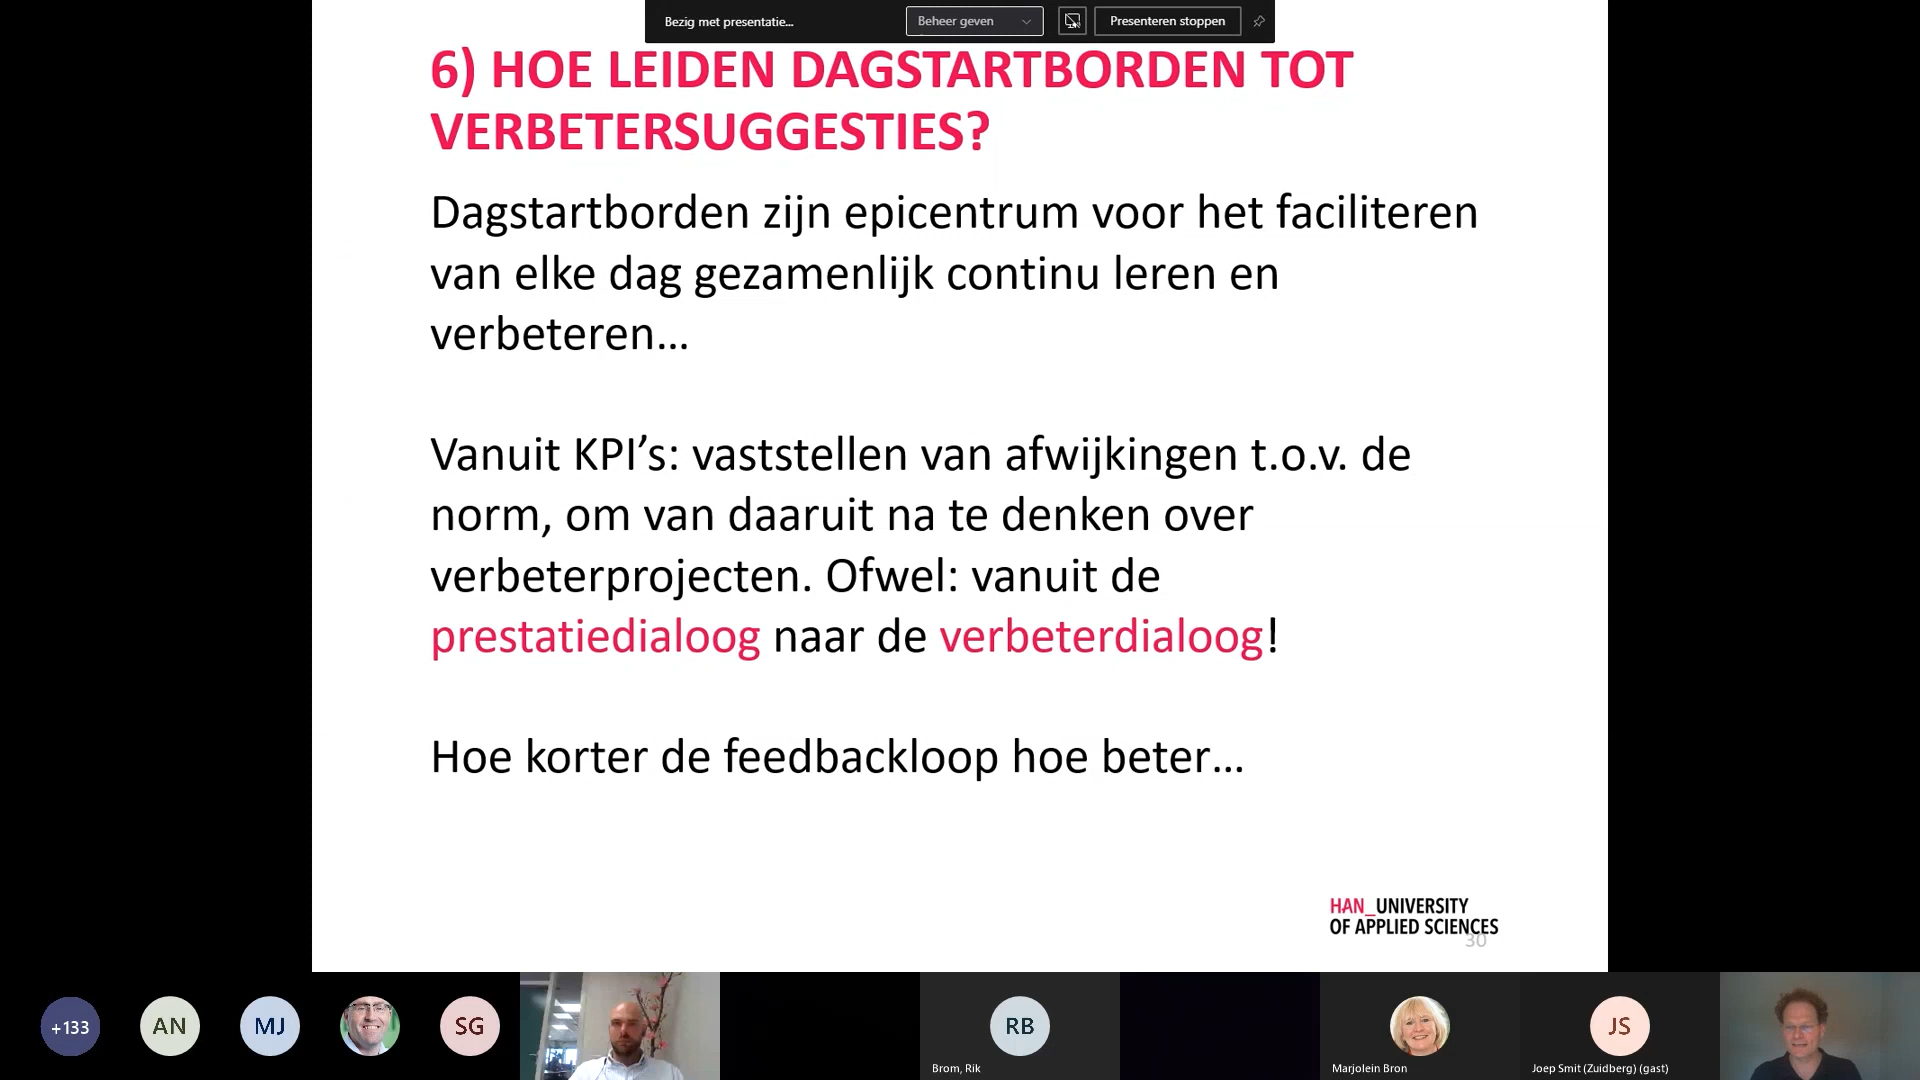 Bezig met presentatie...
Beheer geven
Presenteren stoppen
6) HOE LEIDEN DAGSTARTBORDEN TOT
VERBETERSUGGESTIES?
Dagstartborden zijn epicentrum voor het faciliteren
van elke dag gezamenlijk continu leren en
verbeteren...
Vanuit KPI’s: vaststellen van afwijkingen t.o.v. de
norm, om van daaruit na te denken over
verbeterprojecten. Ofwel: vanuit de
prestatiedialoog naar de verbeterdialoog!
Hoe korter de feedbackloop hoe beter...
HAN_UNIVERSITY
OF APPLIED SCIENCES
30
+133
AN
MJ
SG
RB
Brom, Rik
Marjolein Bron
JS
Joep Smit (Zuidberg) (gast)